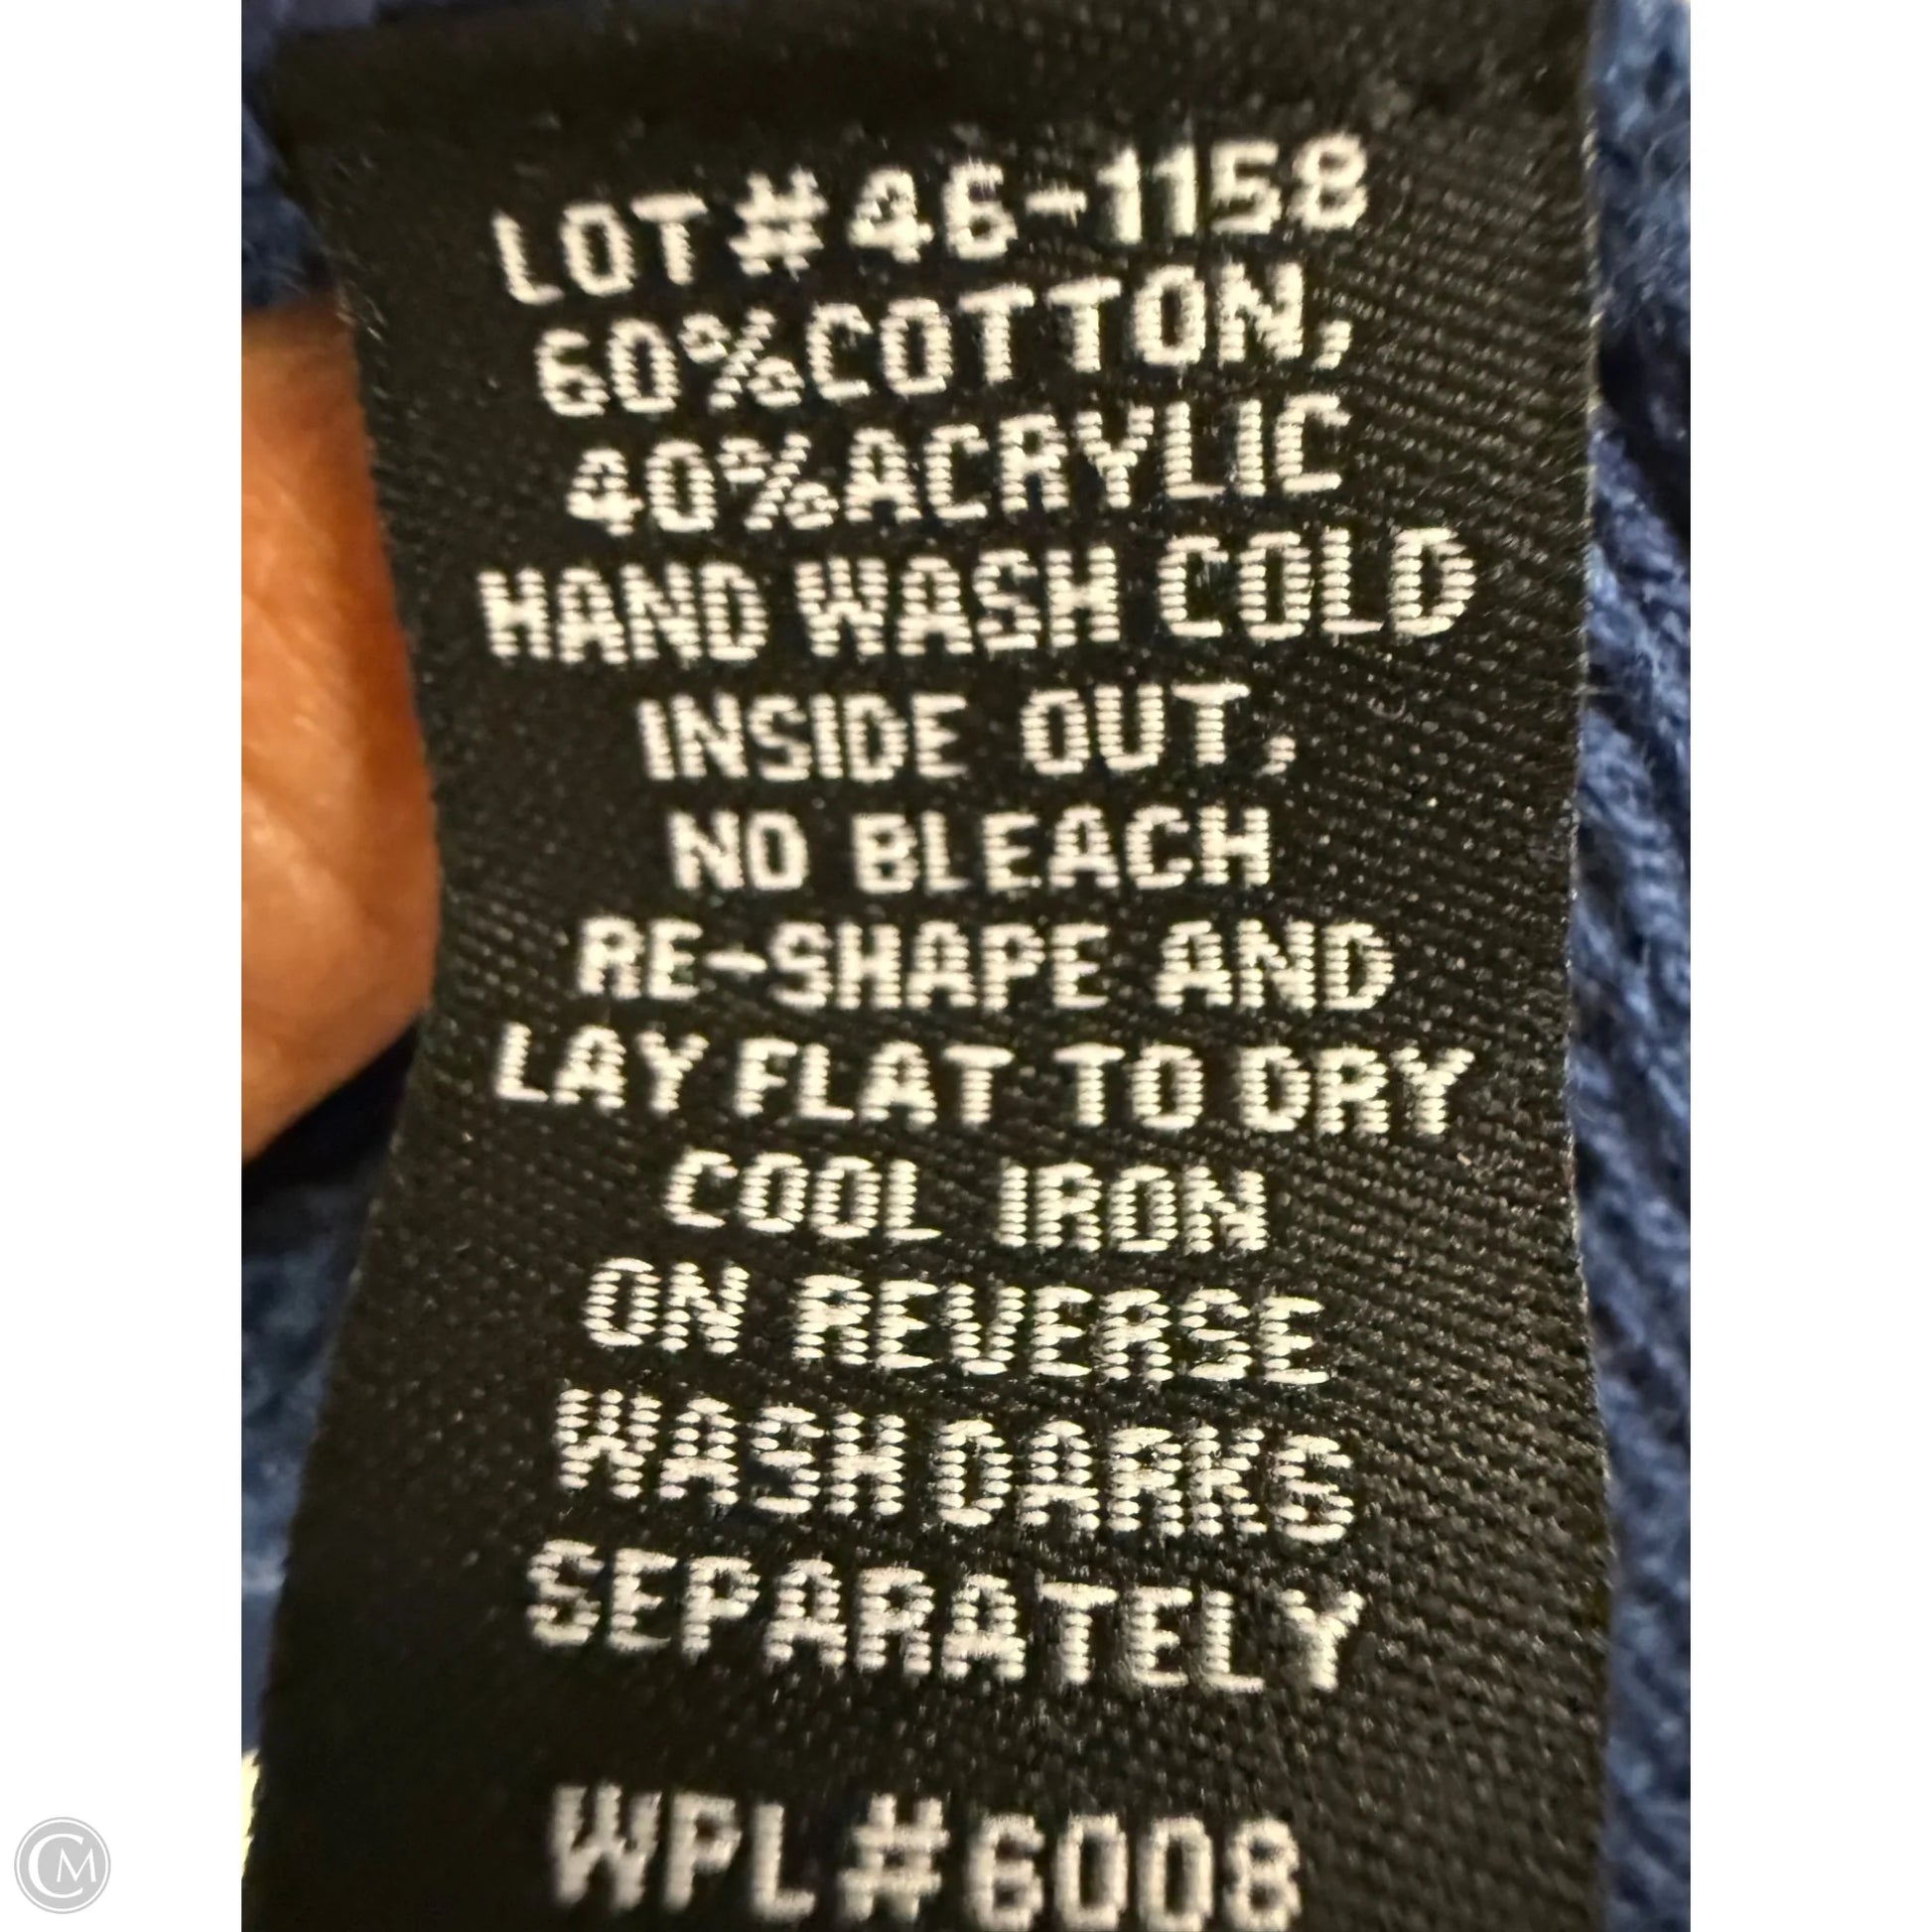 LOT#46-1158
60%COTTON,
40%ACRYLIC
HAND WASH COLD
INSIDE OUT,
NO BLEACH
RE-SHAPE AND
LAY FLAT TO DRY
COOL IRON
ON REVERSE
WASH DARKS
SEPARATELY
WPL#6008
CM